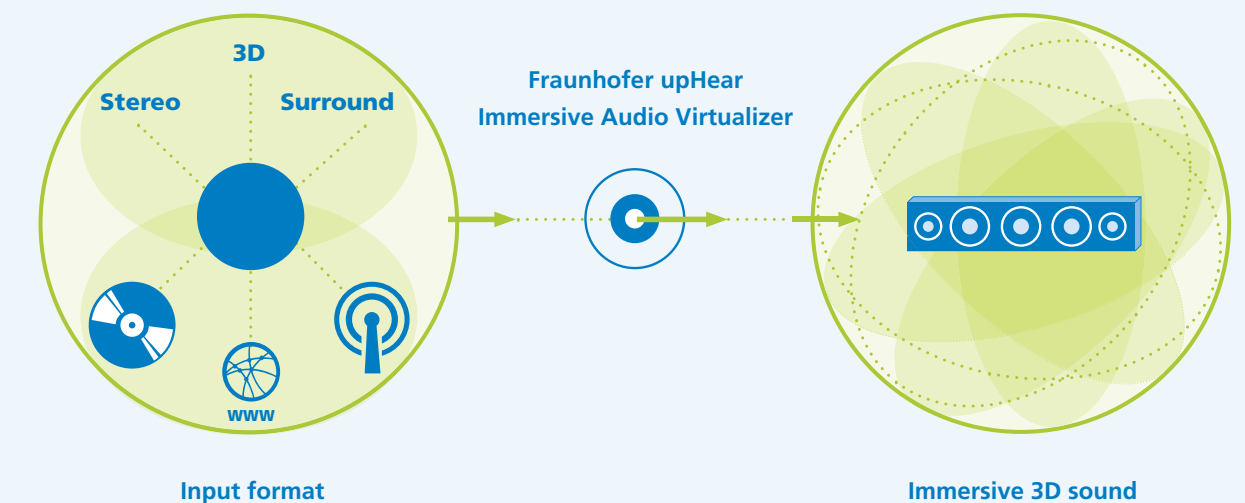 3D
Stereo
Surround
www
Input format
Fraunhofer upHear
Immersive Audio Virtualizer
Immersive 3D sound